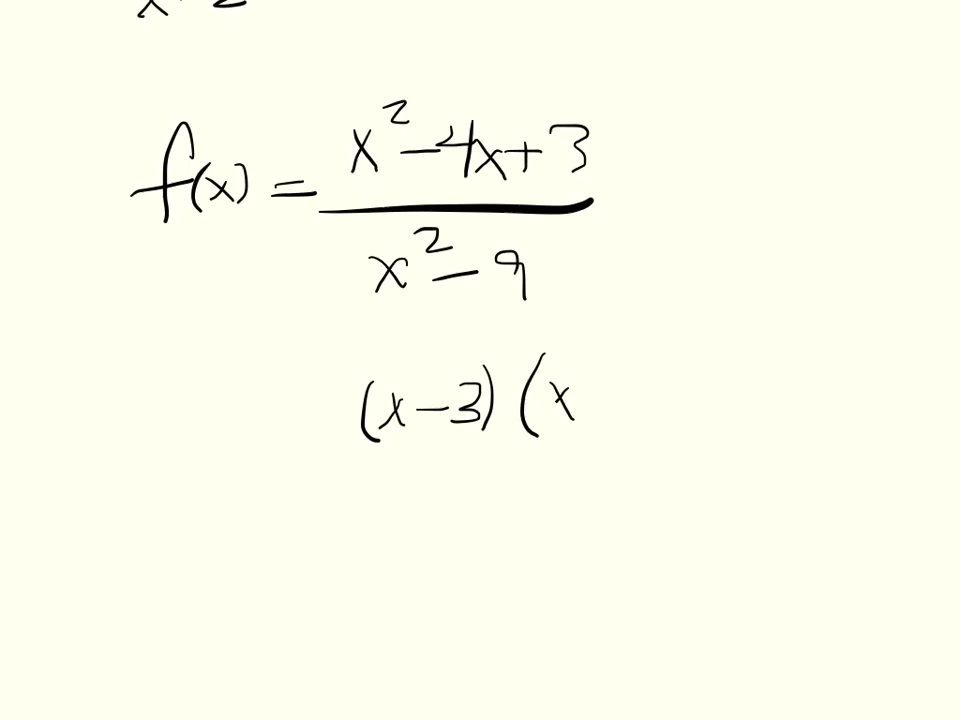 f(x) = x²-4x+3
x²-9
(x-3) (x